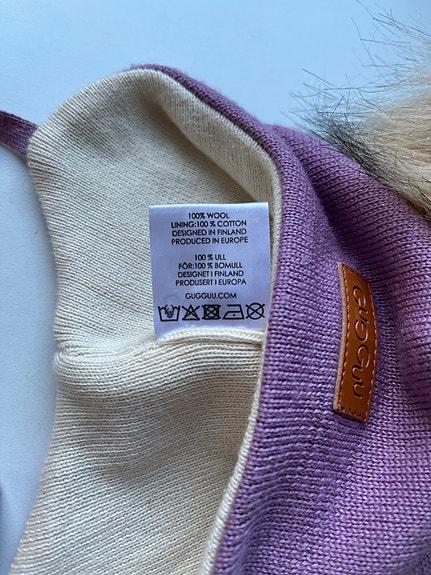 100% WOOL
LINING:100 % COTTON
DESIGNED IN FINLAND
PRODUCED IN EUROPE
100 % ULL
FÔR:100 % BOMULL
DESIGNET I FINLAND
PRODUSERT I EUROPA
GUGGUU.COM
GUGGUU